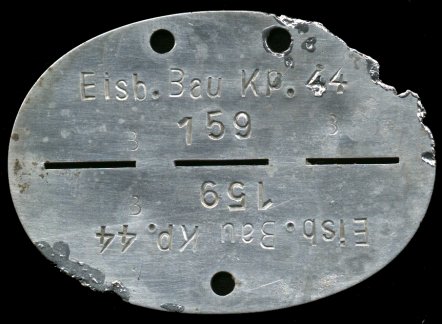 Eisb. Bau KP. 44
159
B B
B
159
Eisb. Bau Kp. 44